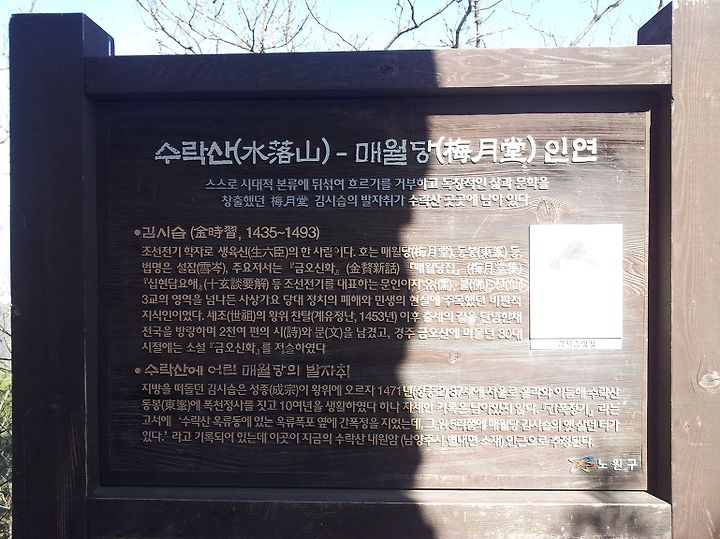 수락산(水落山) - 매월당(梅月堂) 인연
스스로 시대적 본류에 뒤섞여 흐르기를 거부하고 독창적인 삶과 문학을
창출했던 梅月堂 김시습의 발자취가 수락산 곳곳에 남아 있다.
•김시습 (金時習, 1435~1493)
조선전기 학자로 생육신(生六臣)의 한 사람이다. 호는 매월당(梅月堂), 동봉(東峯) 등,
법명은 설잠(雪岑), 주요저서는 『금오신화』(金鰲新話) 매월당집, (梅月堂集)
『십현담요해』(十玄談要解) 등 조선전기를 대표하는 문인이자 유(儒), 불(佛), 선(仙)
3교의 영역을 넘나든 사상가요 당대 정치의 폐해와 민생의 현실에 주목했던 비판적
지식인이었다. 세조(世祖)의 왕위 찬탈(계유정난, 1453년) 이후 출세의 길을 단념한채
전국을 방랑하며 2천여 편의 시(詩)와 문(文)을 남겼고, 경주 금오산에 머물던 30대
시절에는 소설 『금오신화』를 저술하였다
김시습 영정
•수락산에 어린 매월당의 발자취
지방을 떠돌던 김시습은 성종(成宗)이 왕위에 오르자 1471년(성종2) 37세에 서울로 올라와 이듬해 수락산
동봉(東峯)에 폭천정사를 짓고 10여년을 생활하였다 하나 자세한 기록은 남아있지 않다. 「간폭정기」라는
고서에 '수락산 옥류동에 있는 옥류폭포 옆에 간폭정을 지었는데, 그 위 5리쯤에 매월당 김시습의 옛 살던 터가
있다.' 라고 기록되어 있는데 이곳이 지금의 수락산 내원암 (남양주시 별내면 소재) 인근으로 추정된다.
노원구